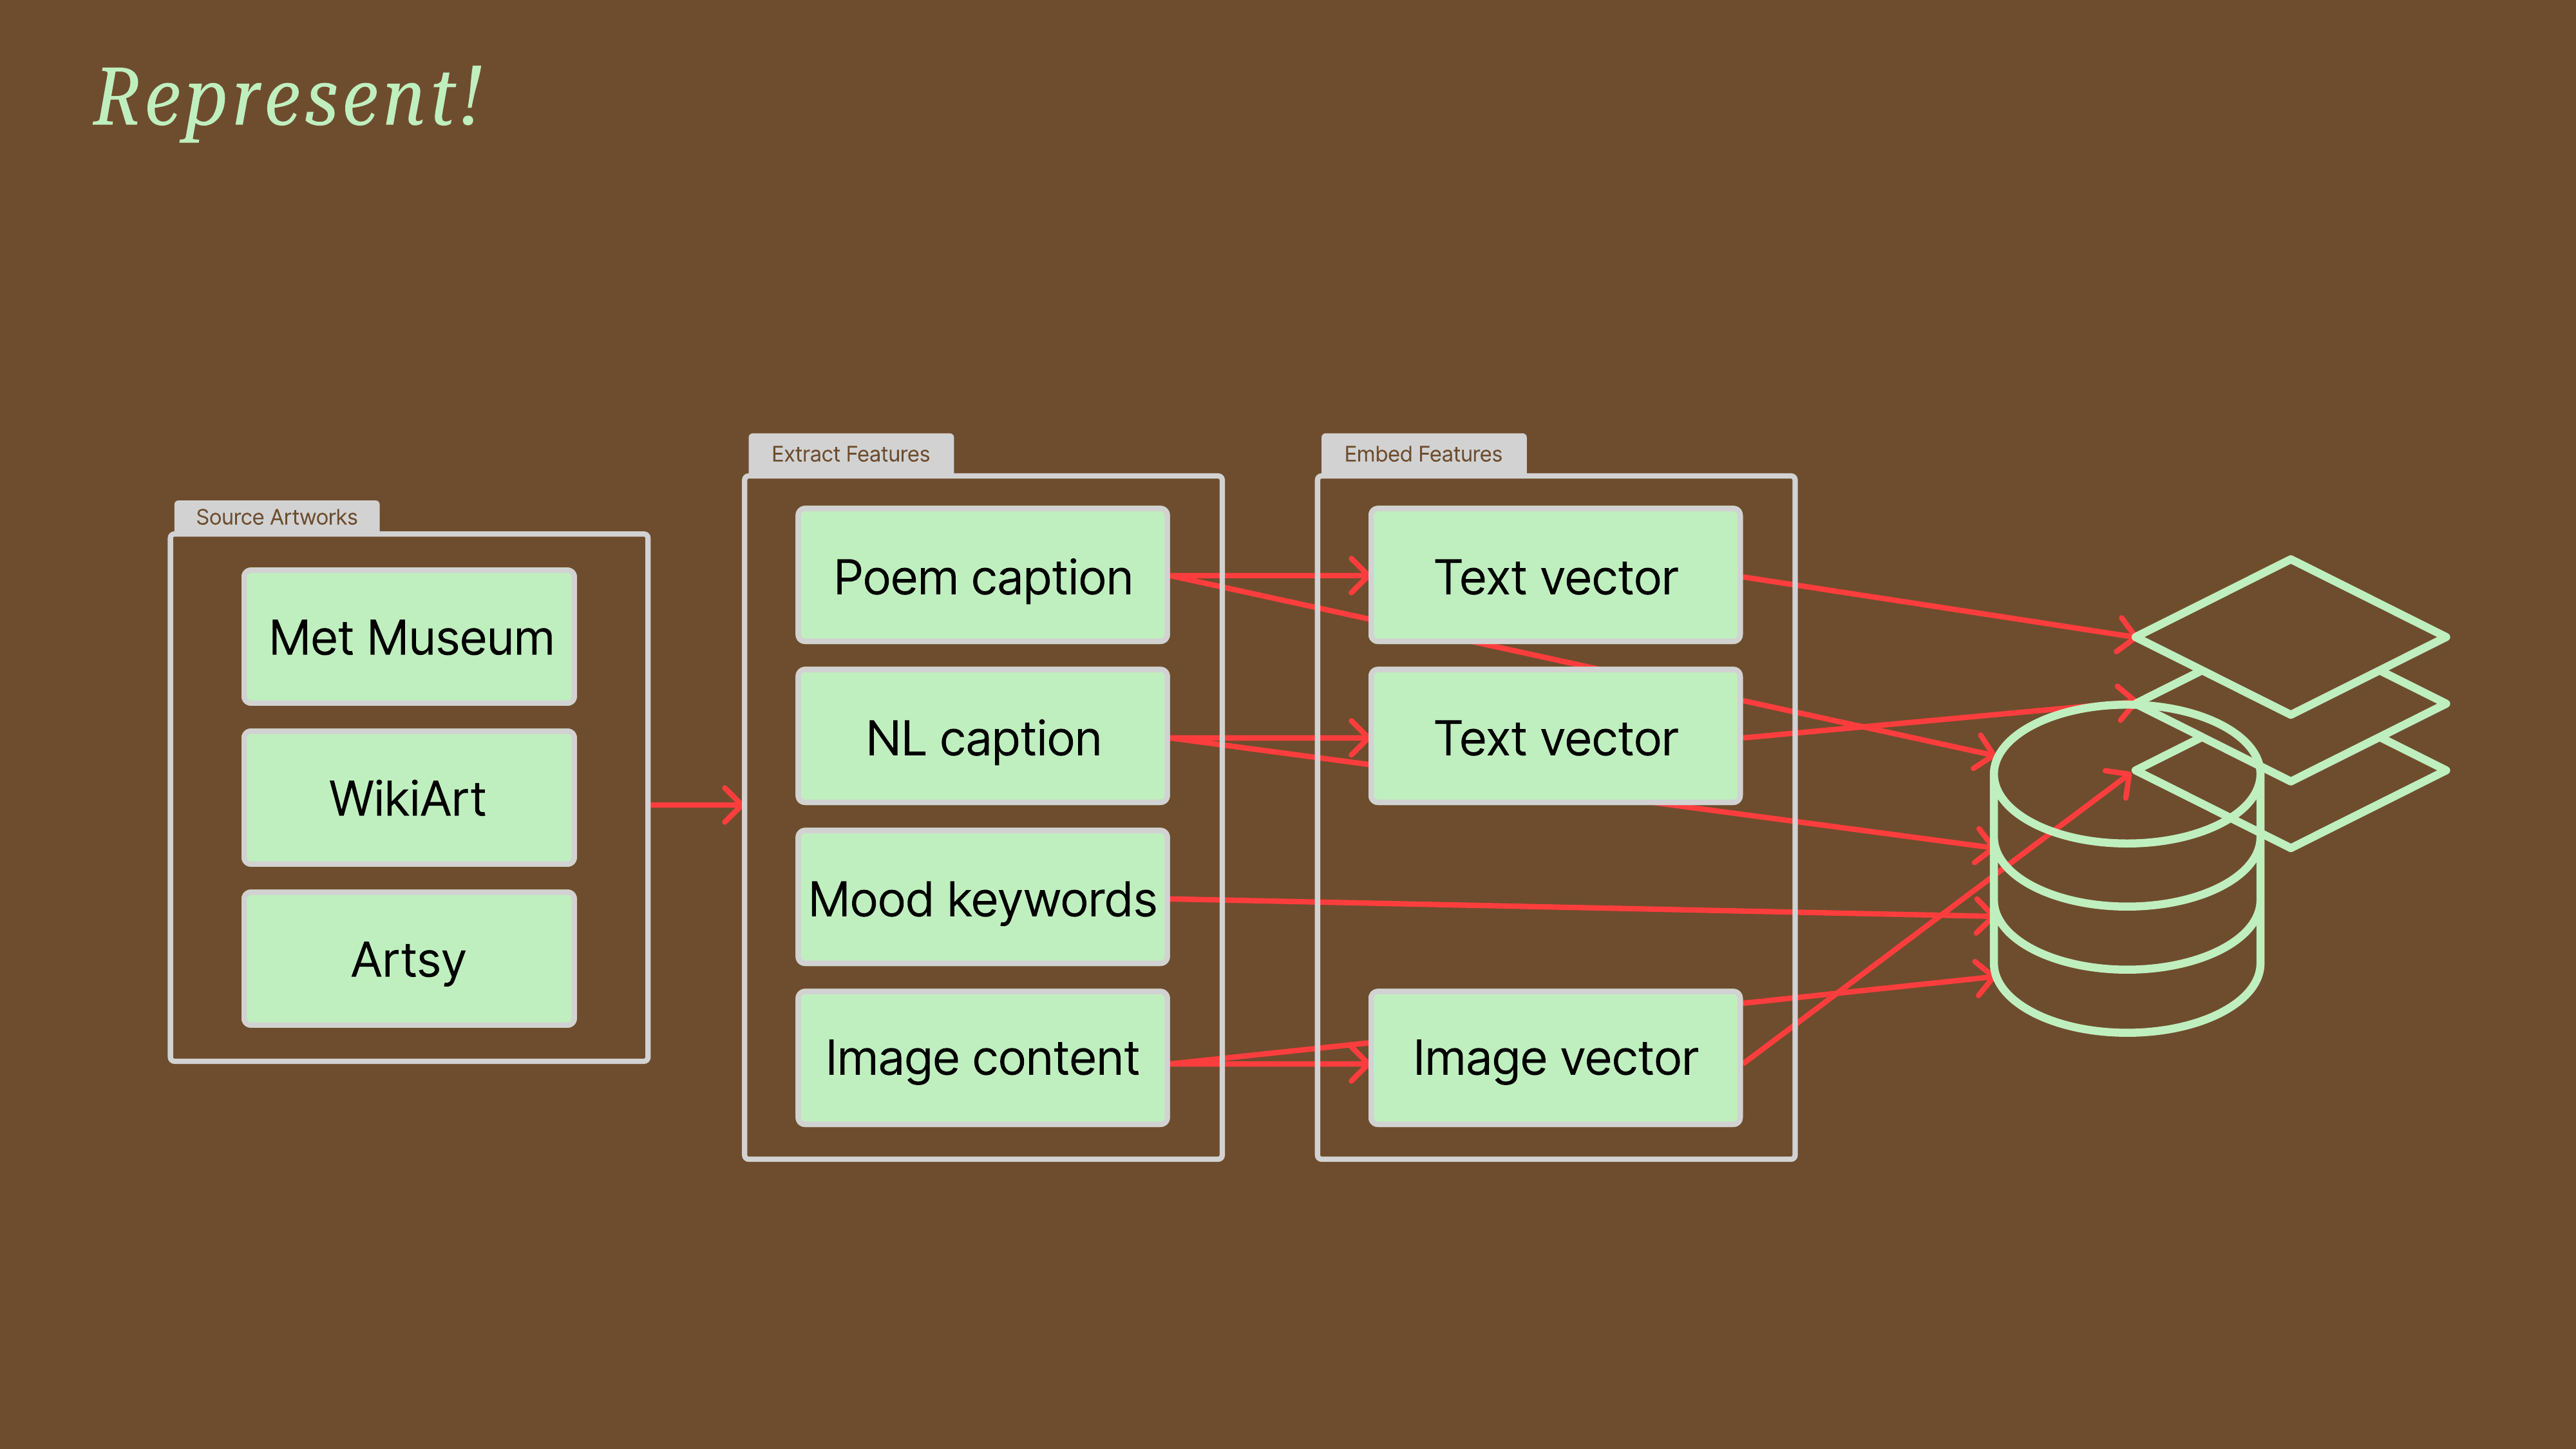 Represent!
Source Artworks
Met Museum
WikiArt
Artsy
Extract Features
Poem caption
NL caption
Mood keywords
Image content
Embed Features
Text vector
Text vector
Image vector